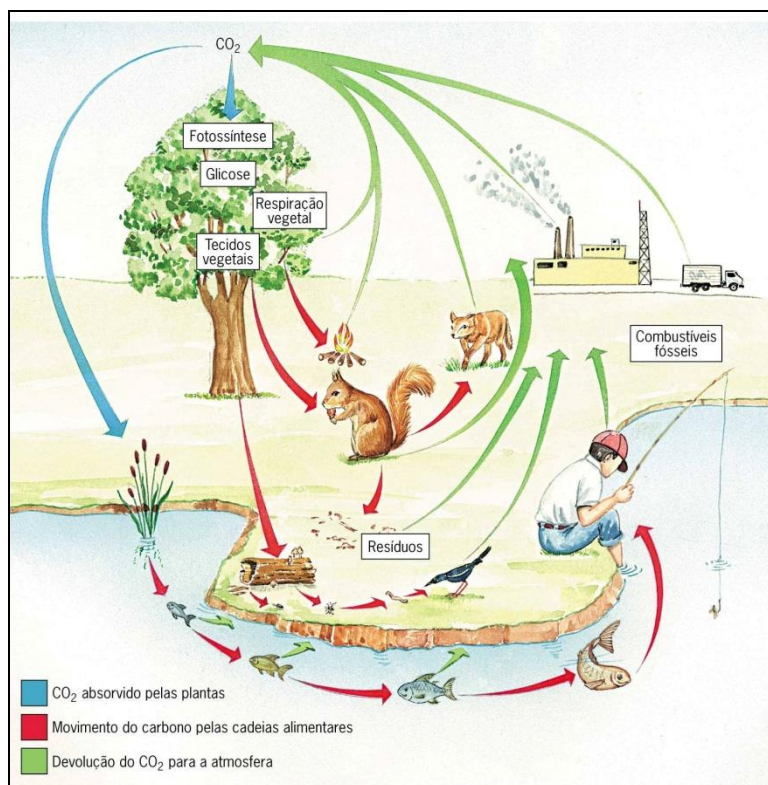 CO₂
Fotossíntese
Glicose
Respiração
vegetal
Tecidos
vegetais
Combustíveis
fósseis
Resíduos
CO₂ absorvido pelas plantas
Movimento do carbono pelas cadeias alimentares
Devolução do CO₂ para a atmosfera